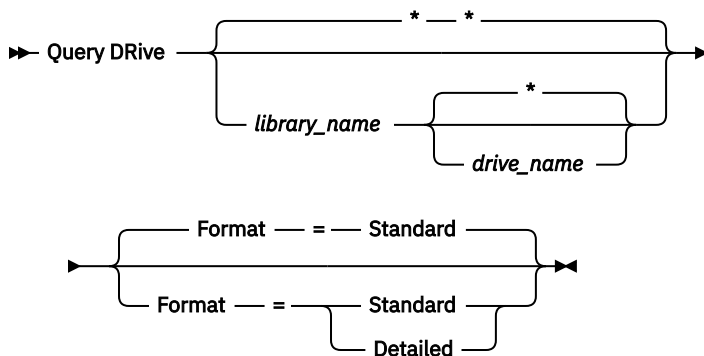 * *
Query DRive
*
library_name
drive_name
Format = Standard
Format = Standard
Detailed